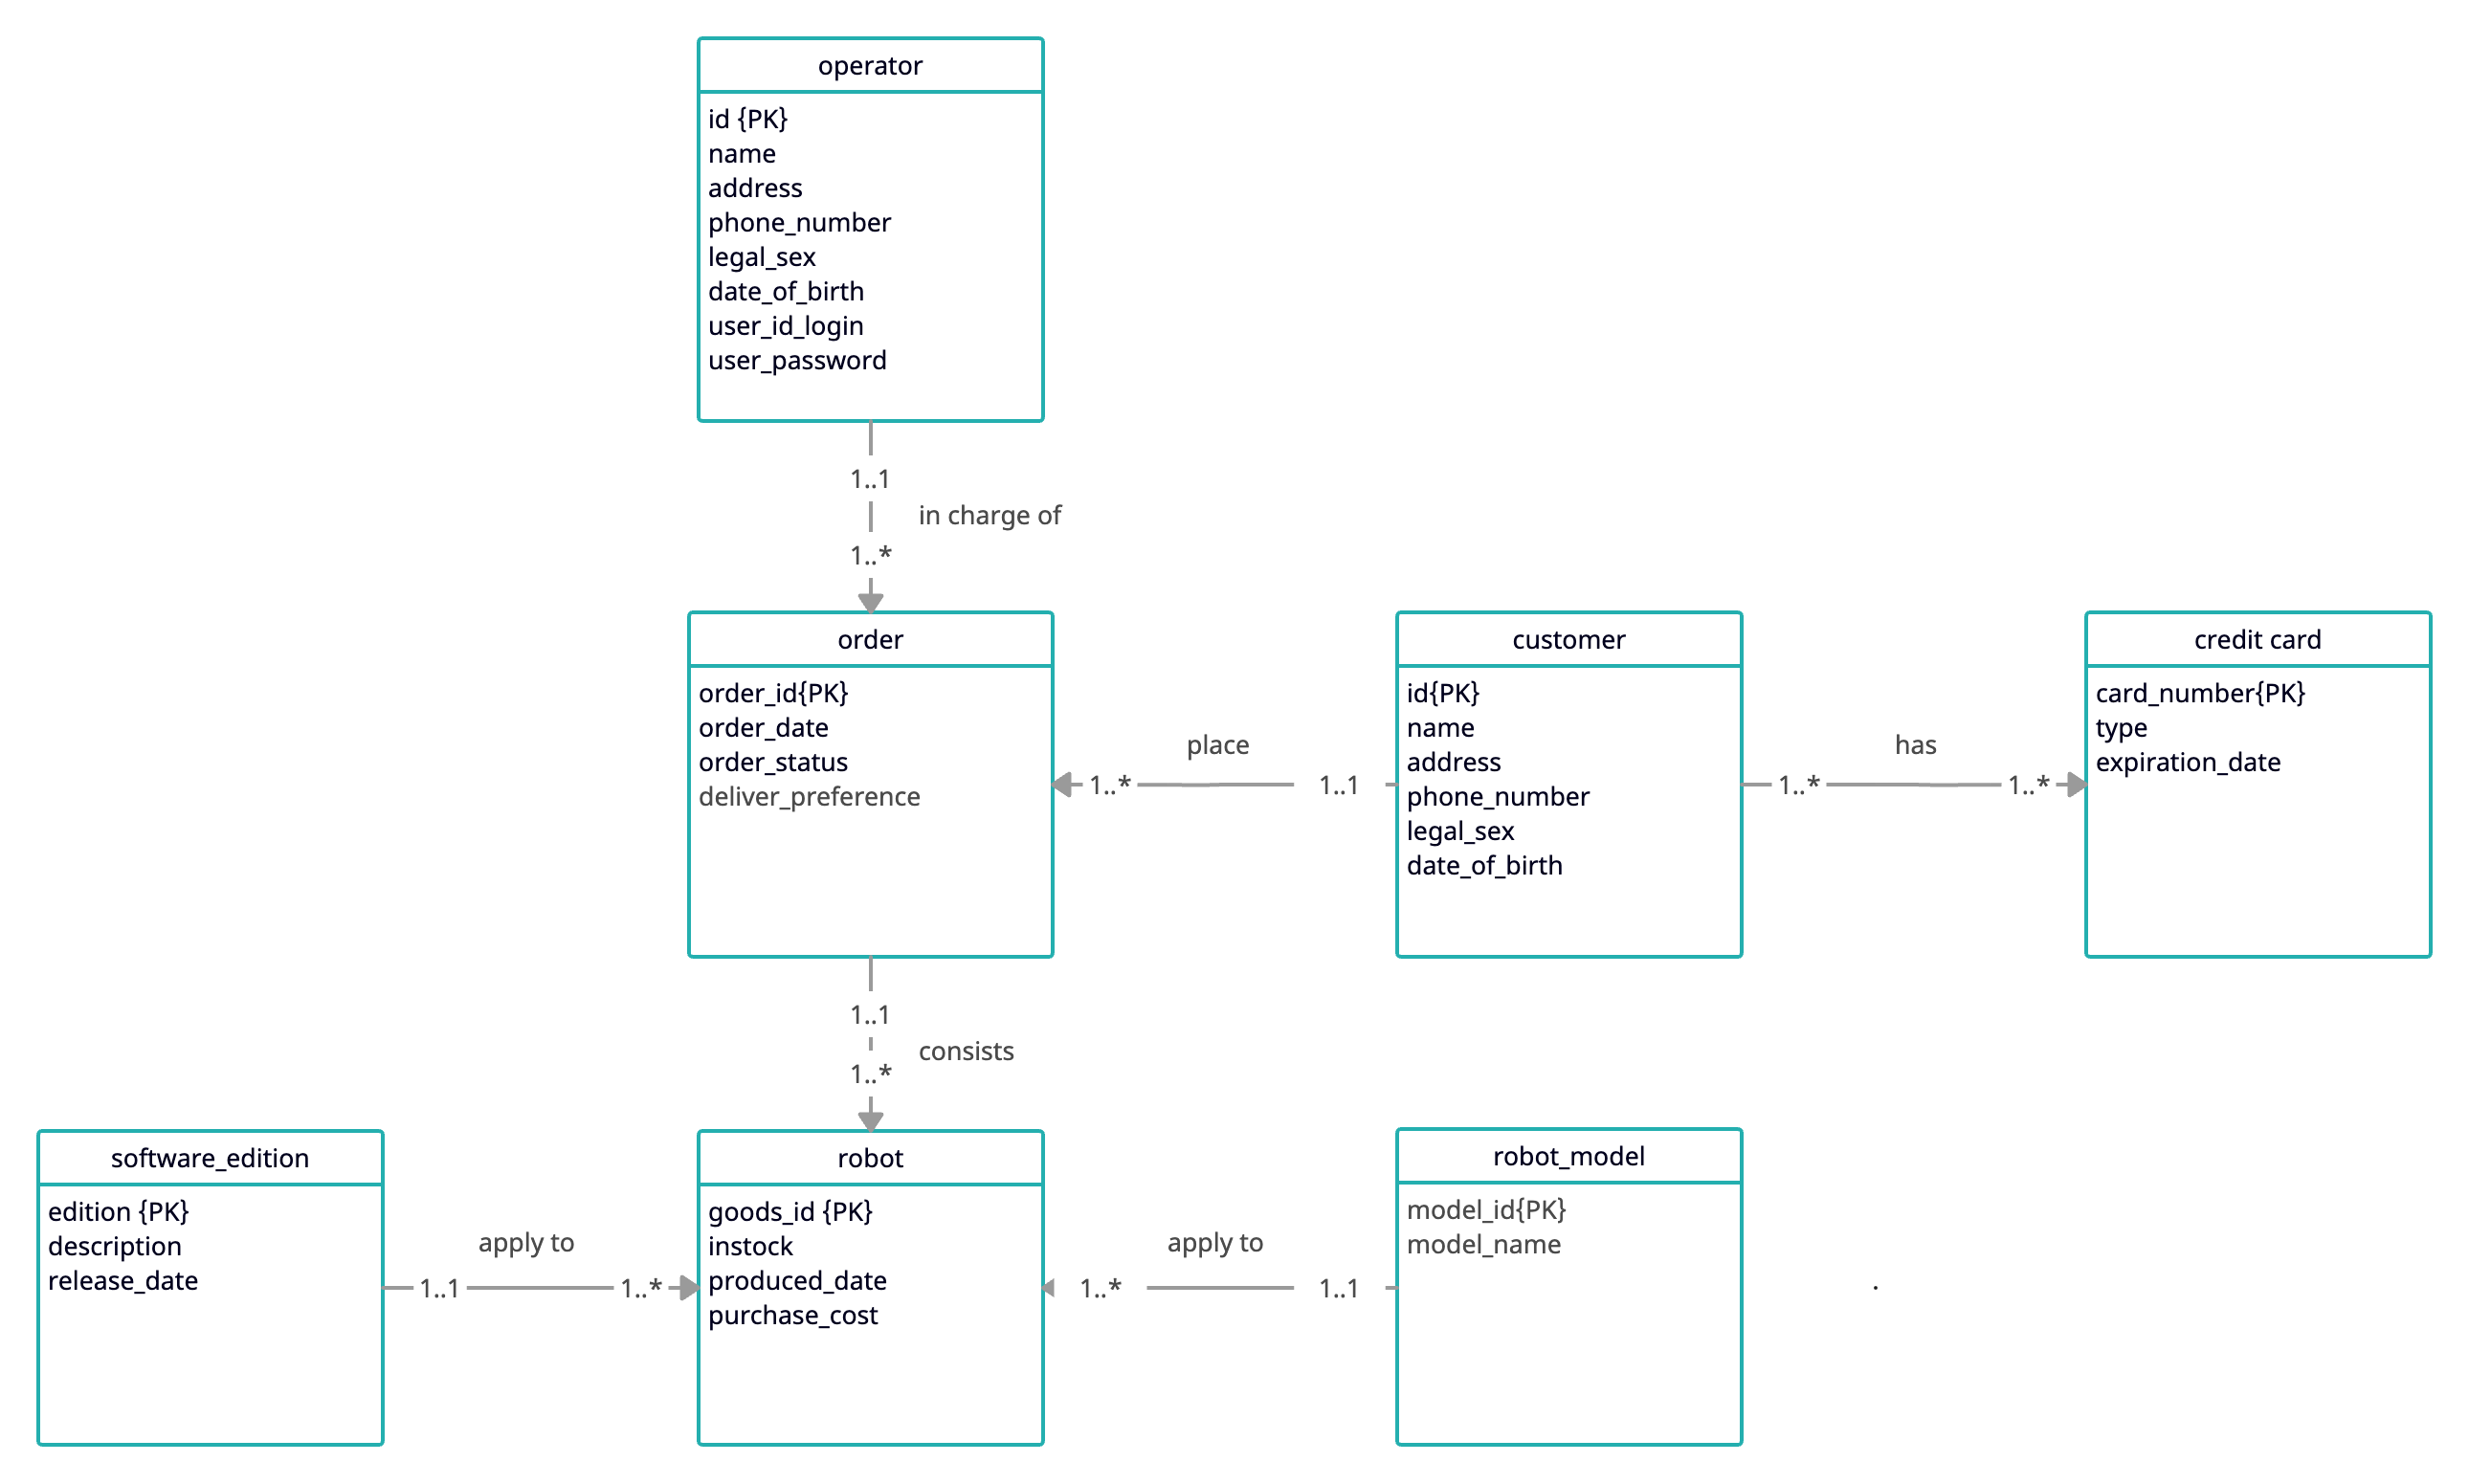 operator
id {PK}
name
address
phone_number
legal_sex
date_of_birth
user_id_login
user_password
1..1
in charge of
1..*
order
order_id{PK}
order_date
order_status
deliver_preference
place
1..*
1..1
customer
id{PK}
name
address
phone_number
legal_sex
date_of_birth
has
1..*
1..*
credit card
card_number{PK}
type
expiration_date
1..1
consists
1..*
software_edition
edition {PK}
description
release_date
apply to
1..1
1..*
robot
goods_id {PK}
instock
produced_date
purchase_cost
apply to
1..*
1..1
robot_model
model_id{PK}
model_name
.